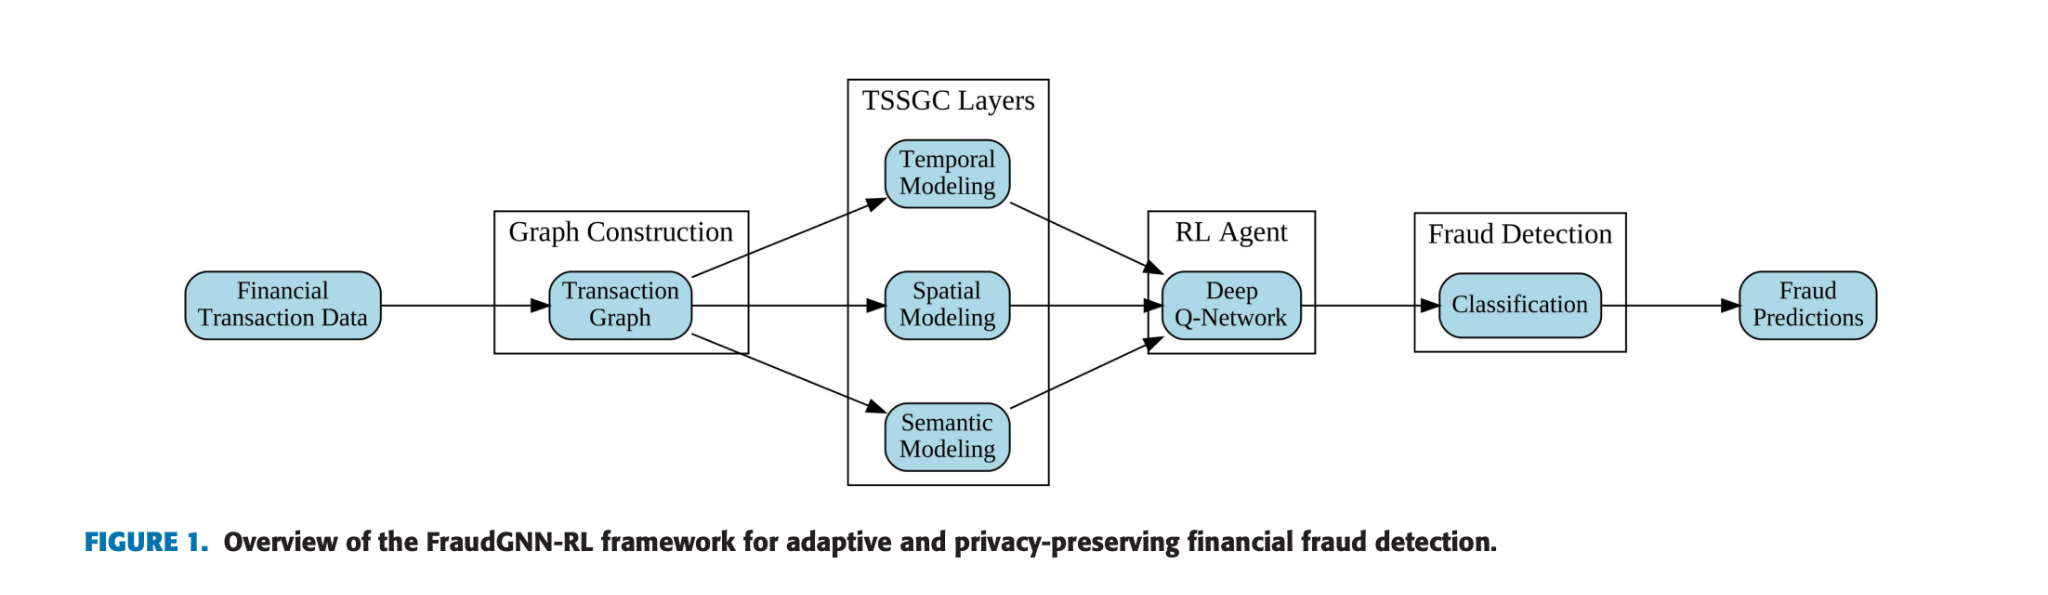 Financial
Transaction Data
Graph Construction
Transaction
Graph
TSSGC Layers
Temporal
Modeling
Spatial
Modeling
Semantic
Modeling
RL Agent
Deep
Q-Network
Fraud Detection
Classification
Fraud
Predictions
FIGURE 1. Overview of the FraudGNN-RL framework for adaptive and privacy-preserving financial fraud detection.